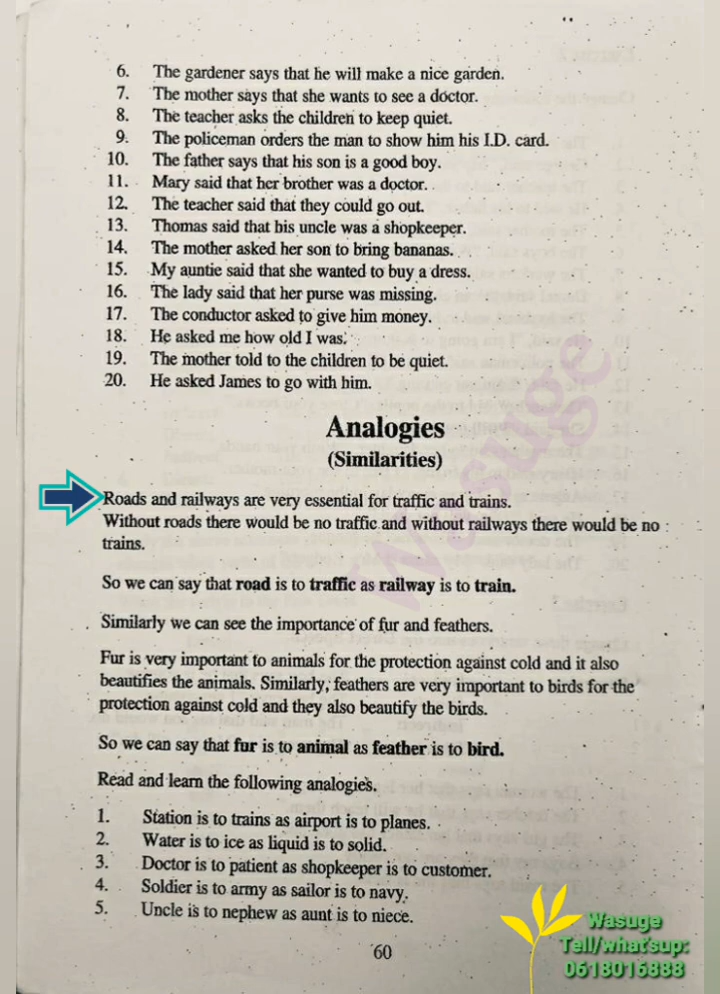 6. The gardener says that he will make a nice garden.
7. The mother says that she wants to see a doctor.
8. The teacher asks the children to keep quiet.
9. The policeman orders the man to show him his I.D. card.
10. The father says that his son is a good boy.
11. Mary said that her brother was a doctor.
12. The teacher said that they could go out.
13. Thomas said that his uncle was a shopkeeper.
14. The mother asked her son to bring bananas.
15. My auntie said that she wanted to buy a dress.
16. The lady said that her purse was missing.
17. The conductor asked to give him money.
18. He asked me how old I was.
19. The mother told to the children to be quiet.
20. He asked James to go with him.
Analogies
(Similarities)
Roads and railways are very essential for traffic and trains.
Without roads there would be no traffic and without railways there would be no
trains.
So we can say that road is to traffic as railway is to train.
Similarly we can see the importance of fur and feathers.
Fur is very important to animals for the protection against cold and it also
beautifies the animals. Similarly, feathers are very important to birds for the
protection against cold and they also beautify the birds.
So we can say that fur is to animal as feather is to bird.
Read and learn the following analogies.
1. Station is to trains as airport is to planes.
2. Water is to ice as liquid is to solid.
3. Doctor is to patient as shopkeeper is to customer.
4. Soldier is to army as sailor is to navy.
5. Uncle is to nephew as aunt is to niece.
60
Wasuge
Wasuge
Tell/what'sup:
0618016888